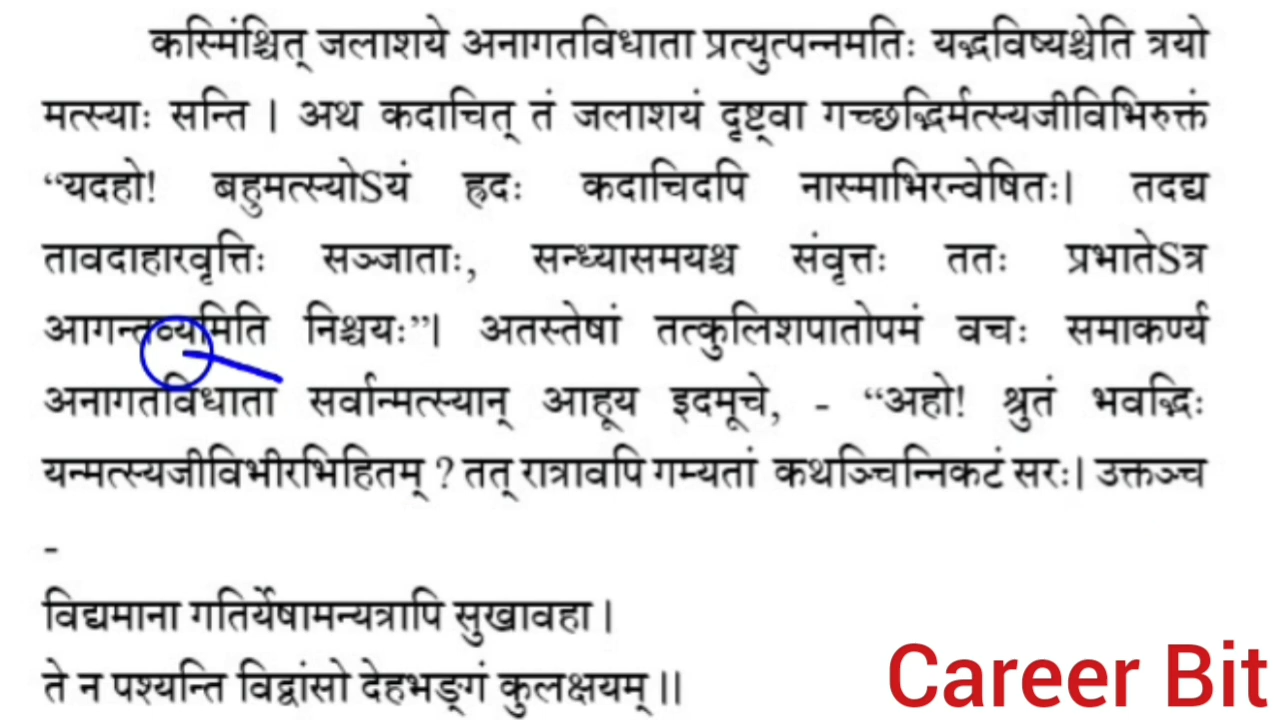 कस्मिंश्चित् जलाशये अनागतविधाता प्रत्युत्पन्नमतिः यद्भविष्यश्चेति त्रयो
मत्स्याः सन्ति । अथ कदाचित् तं जलाशयं दृष्ट्वा गच्छद्भिर्मत्स्यजीविभिरुक्तं
“यदहो! बहुमत्स्योऽयं ह्रदः कदाचिदपि नास्माभिरन्वेषितः। तदद्य
तावदाहारवृत्तिः सञ्जाताः, सन्ध्यासमयश्च संवृत्तः ततः प्रभातेऽत्र
आगन्तव्यमिति निश्चयः”। अतस्तेषां तत्कुलिशपातोपमं वचः समाकर्ण्य
अनागतविधाता सर्वान्मत्स्यान् आहूय इदमूचे, - “अहो! श्रुतं भवद्भिः
यन्मत्स्यजीविभीरभिहितम् ? तत् रात्रावपि गम्यतां कथञ्चिन्निकटं सरः। उक्तञ्च
-
विद्यमाना गतिर्येषामन्यत्रापि सुखावहा ।
ते न पश्यन्ति विद्वांसो देहभङ्गं कुलक्षयम् ॥
Career Bit